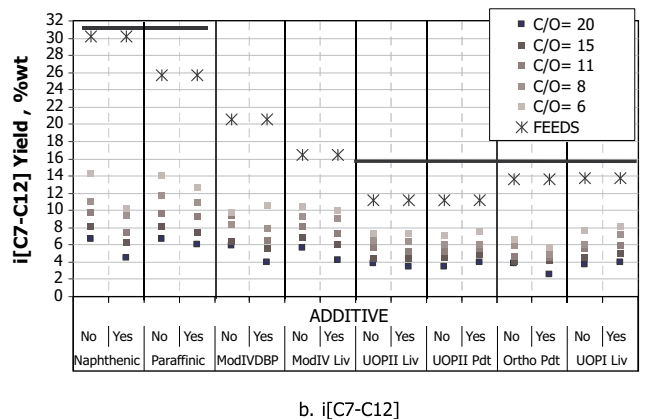 i[C7-C12] Yield , %wt
32
30
28
26
24
22
20
18
16
14
12
10
8
6
4
2
0
C/O= 20
C/O= 15
C/O= 11
C/O= 8
C/O= 6
FEEDS
ADDITIVE
No Yes No Yes No Yes No Yes No Yes No Yes No Yes No Yes
Naphthenic Paraffinic ModIVDBP ModIV Liv UOPII Liv UOPII Pdt Ortho Pdt UOPI Liv
b. i[C7-C12]